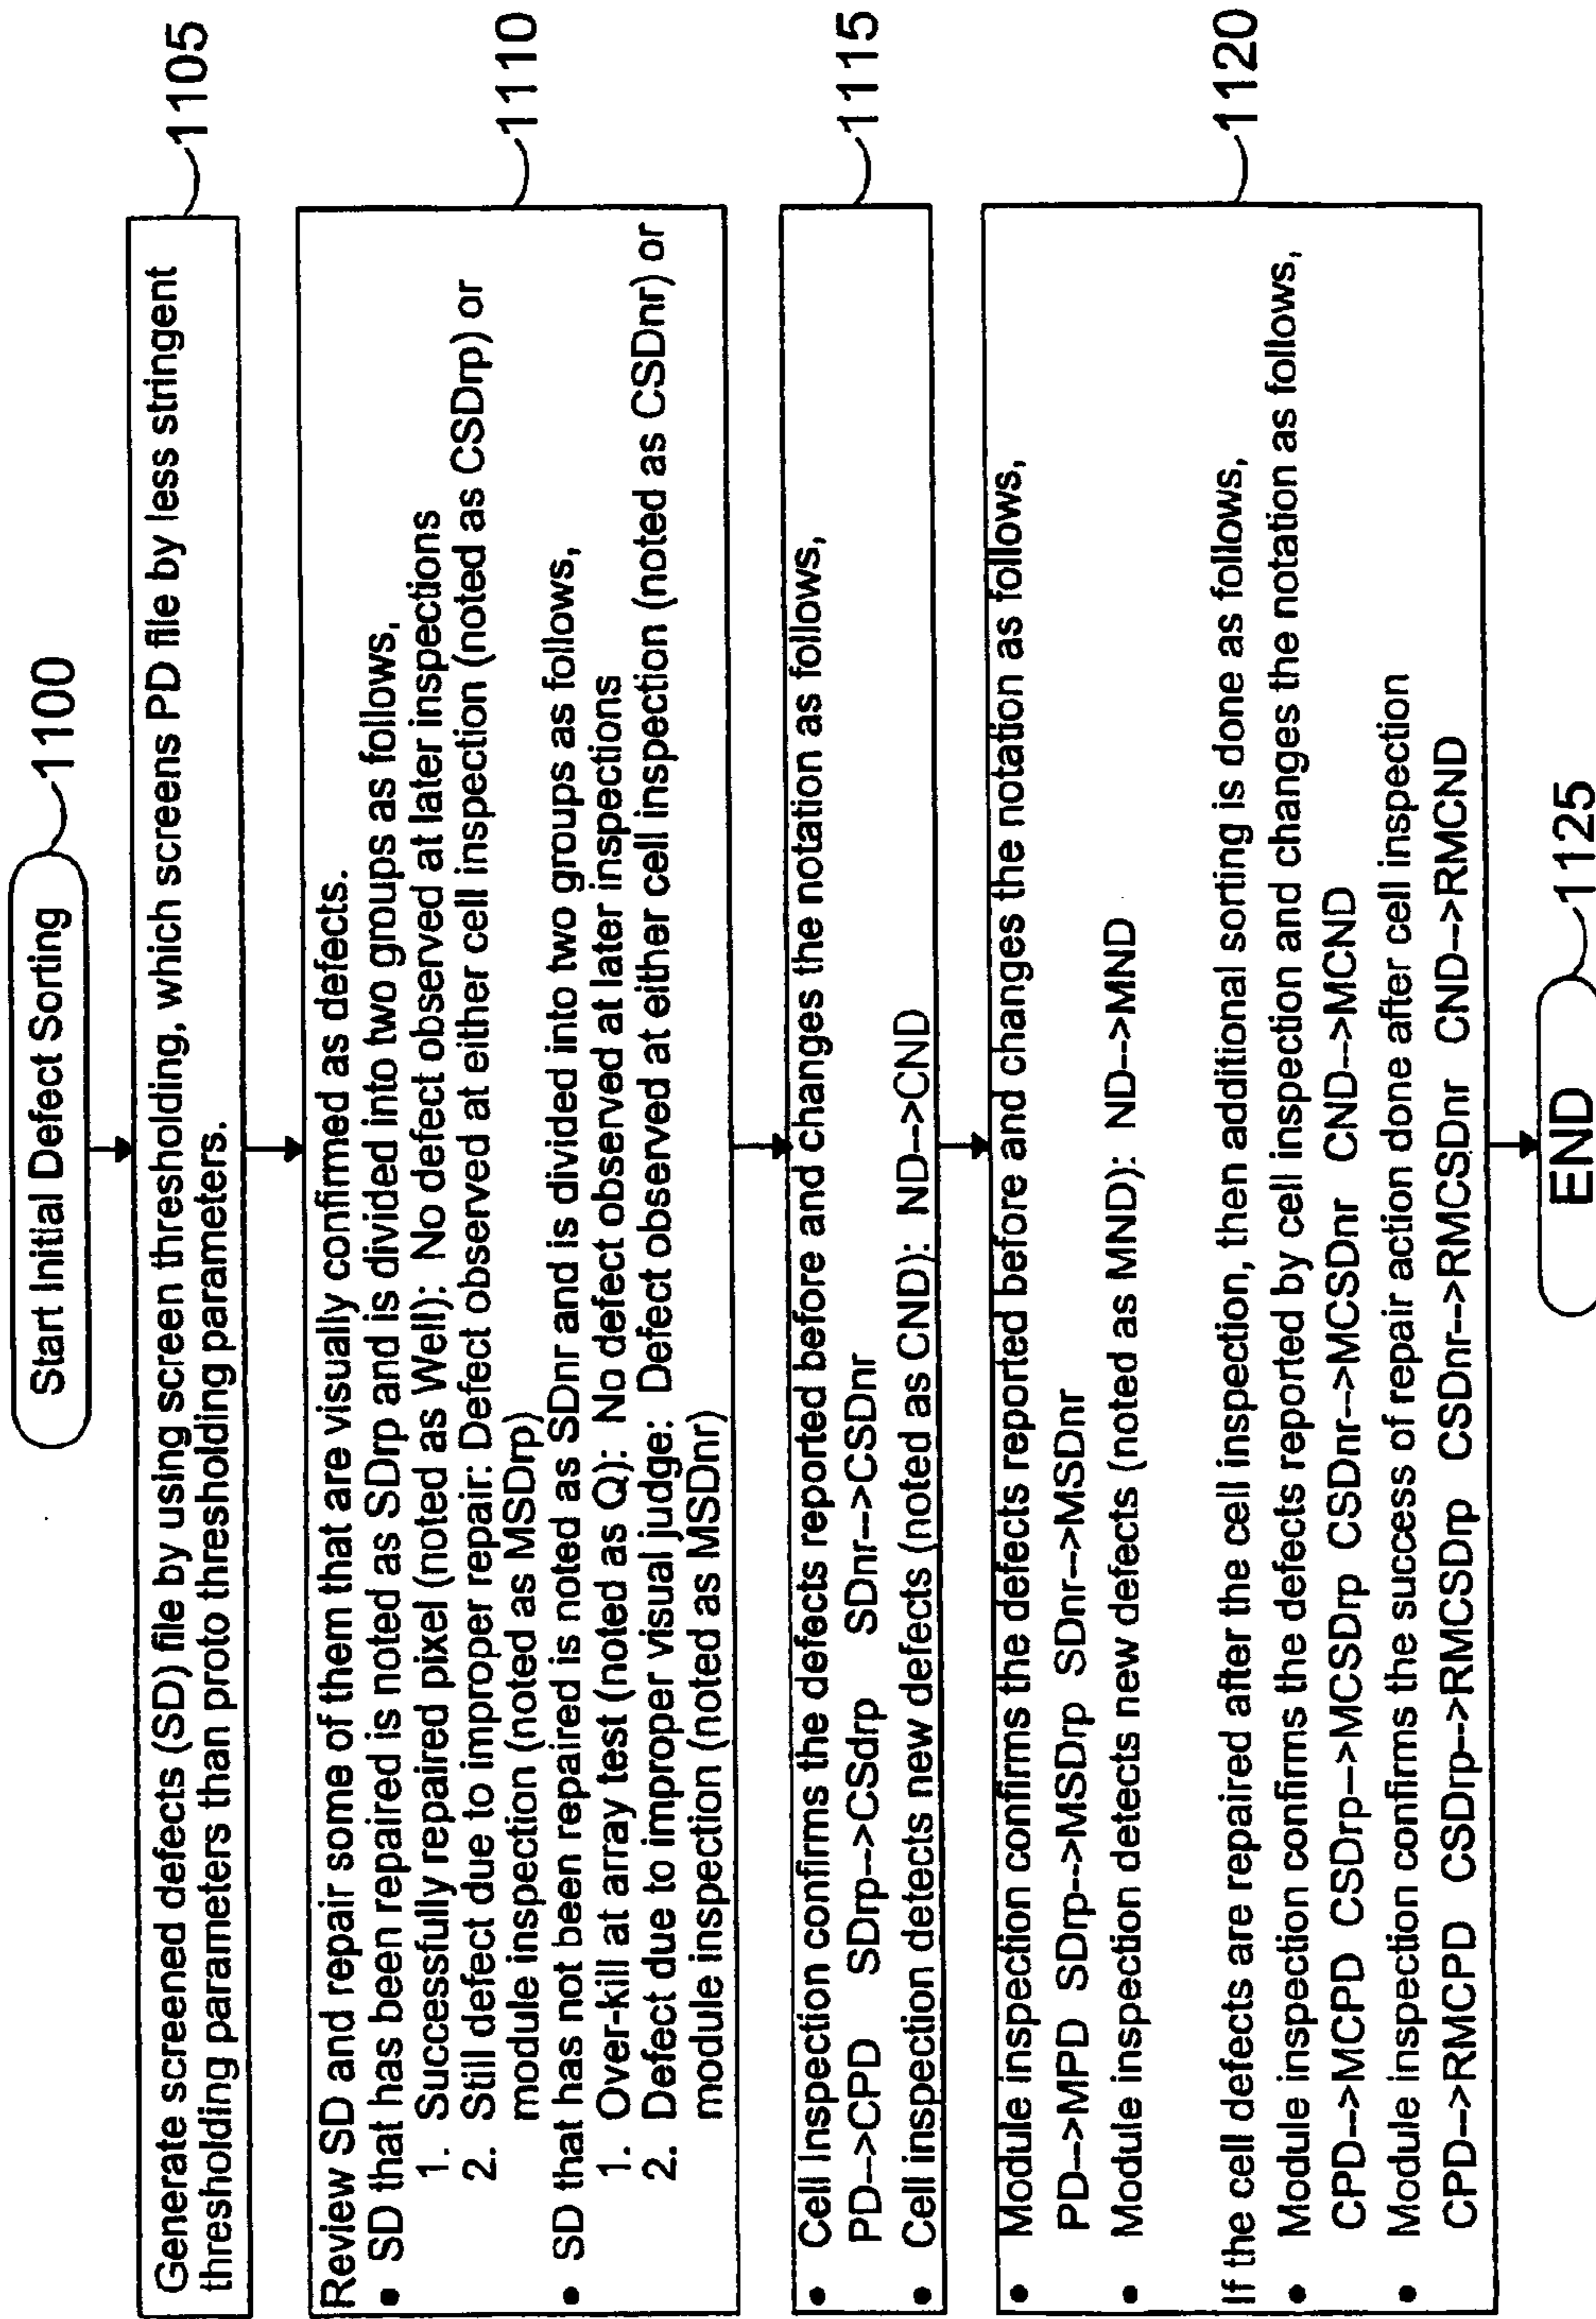 Start Initial Defect Sorting
1100
Generate screened defects (SD) file by using screen thresholding, which screens PD file by less stringent
thresholding parameters than proto thresholding parameters.
1105
Review SD and repair some of them that are visually confirmed as defects.
• SD that has been repaired is noted as SDrp and is divided into two groups as follows,
1. Successfully repaired pixel (noted as Well): No defect observed at later inspections
2. Still defect due to improper repair: Defect observed at either cell inspection (noted as CSDrp) or
module inspection (noted as MSDrp)
• SD that has not been repaired is noted as SDnr and is divided into two groups as follows,
1. Over-kill at array test (noted as Q): No defect observed at later inspections
2. Defect due to improper visual judge: Defect observed at either cell inspection (noted as CSDnr) or
module inspection (noted as MSDnr)
1110
• Cell Inspection confirms the defects reported before and changes the notation as follows,
PD-->CPD SDrp-->CSdrp SDnr-->CSDnr
• Cell inspection detects new defects (noted as CND): ND-->CND
1115
• Module inspection confirms the defects reported before and changes the notation as follows,
PD-->MPD SDrp-->MSDrp SDnr-->MSDnr
• Module inspection detects new defects (noted as MND): ND-->MND
If the cell defects are repaired after the cell inspection, then additional sorting is done as follows,
• Module inspection confirms the defects reported by cell inspection and changes the notation as follows,
CPD-->MCPD CSDrp-->MCSDrp CSDnr-->MCSDnr CND-->MCND
• Module inspection confirms the success of repair action done after cell inspection
CPD-->RMCPD CSDrp-->RMCSDrp CSDnr-->RMCSDnr CND-->RMCND
1120
END
1125